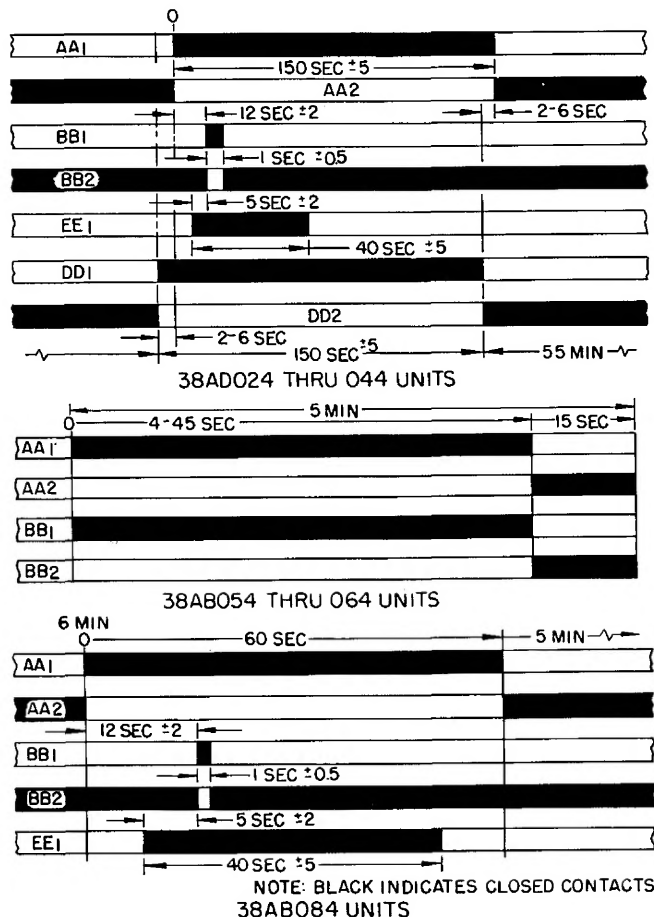 0
AA1
150 SEC ±5
AA2
12 SEC ±2
2-6 SEC
BB1
1 SEC ±0.5
BB2
5 SEC ±2
EE1
40 SEC ±5
DD1
DD2
2-6 SEC
150 SEC ±5
55 MIN
38AD024 THRU 044 UNITS
5 MIN
0
4-45 SEC
15 SEC
AA1
AA2
BB1
BB2
38AB054 THRU 064 UNITS
6 MIN
0
60 SEC
5 MIN
AA1
AA2
12 SEC ±2
BB1
1 SEC ±0.5
BB2
5 SEC ±2
EE1
40 SEC ±5
NOTE: BLACK INDICATES CLOSED CONTACTS
38AB084 UNITS